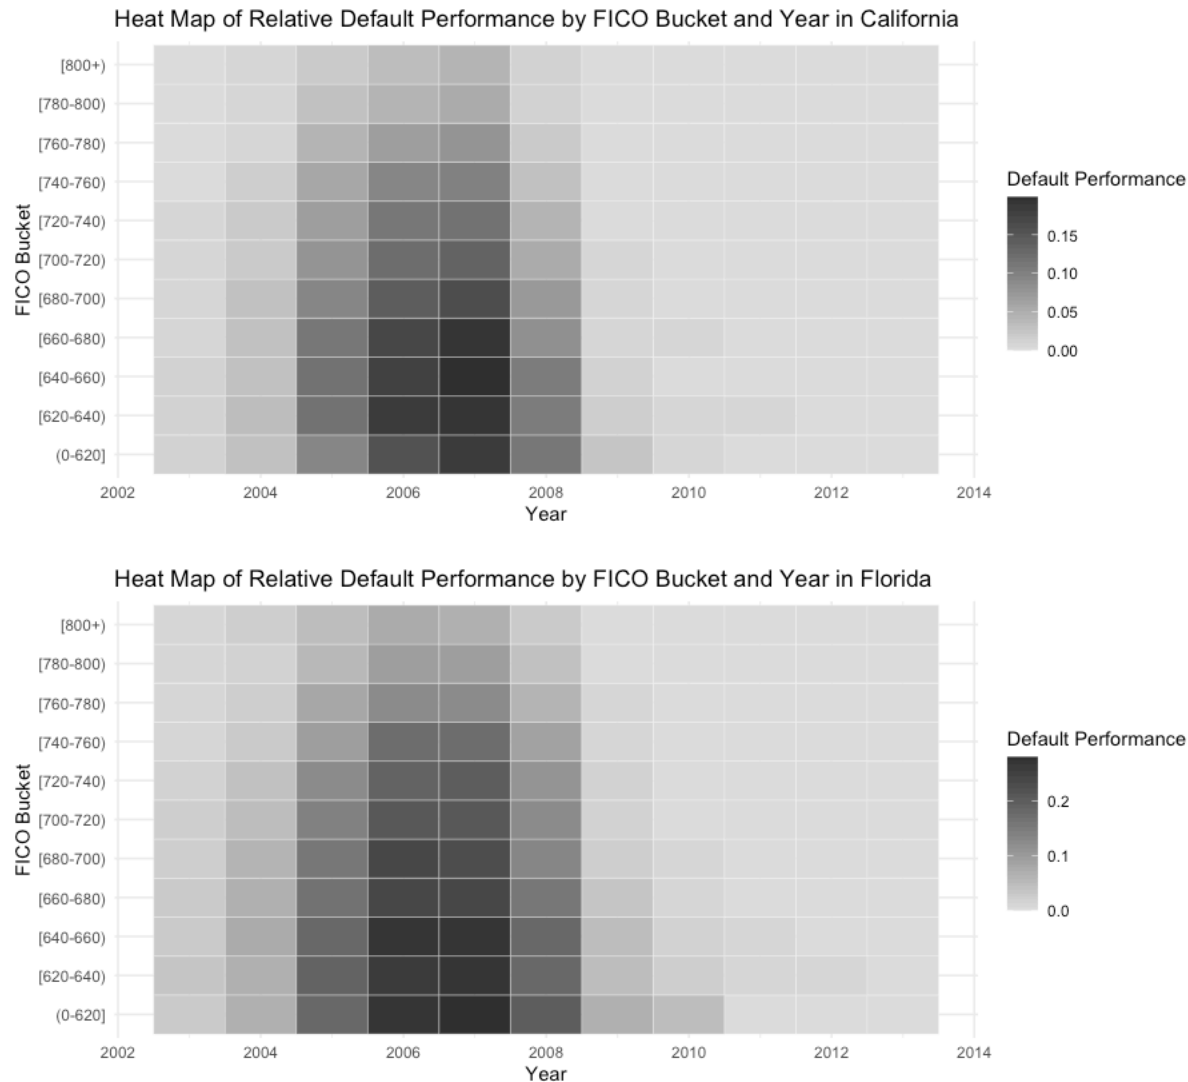 Heat Map of Relative Default Performance by FICO Bucket and Year in California
FICO Bucket
[800+)
[780-800)
[760-780)
[740-760)
[720-740)
[700-720)
[680-700)
[660-680)
[640-660)
[620-640)
(0-620]
2002 2004 2006 2008 2010 2012 2014
Year
Default Performance
0.15
0.10
0.05
0.00
Heat Map of Relative Default Performance by FICO Bucket and Year in Florida
FICO Bucket
[800+)
[780-800)
[760-780)
[740-760)
[720-740)
[700-720)
[680-700)
[660-680)
[640-660)
[620-640)
(0-620]
2002 2004 2006 2008 2010 2012 2014
Year
Default Performance
0.2
0.1
0.0